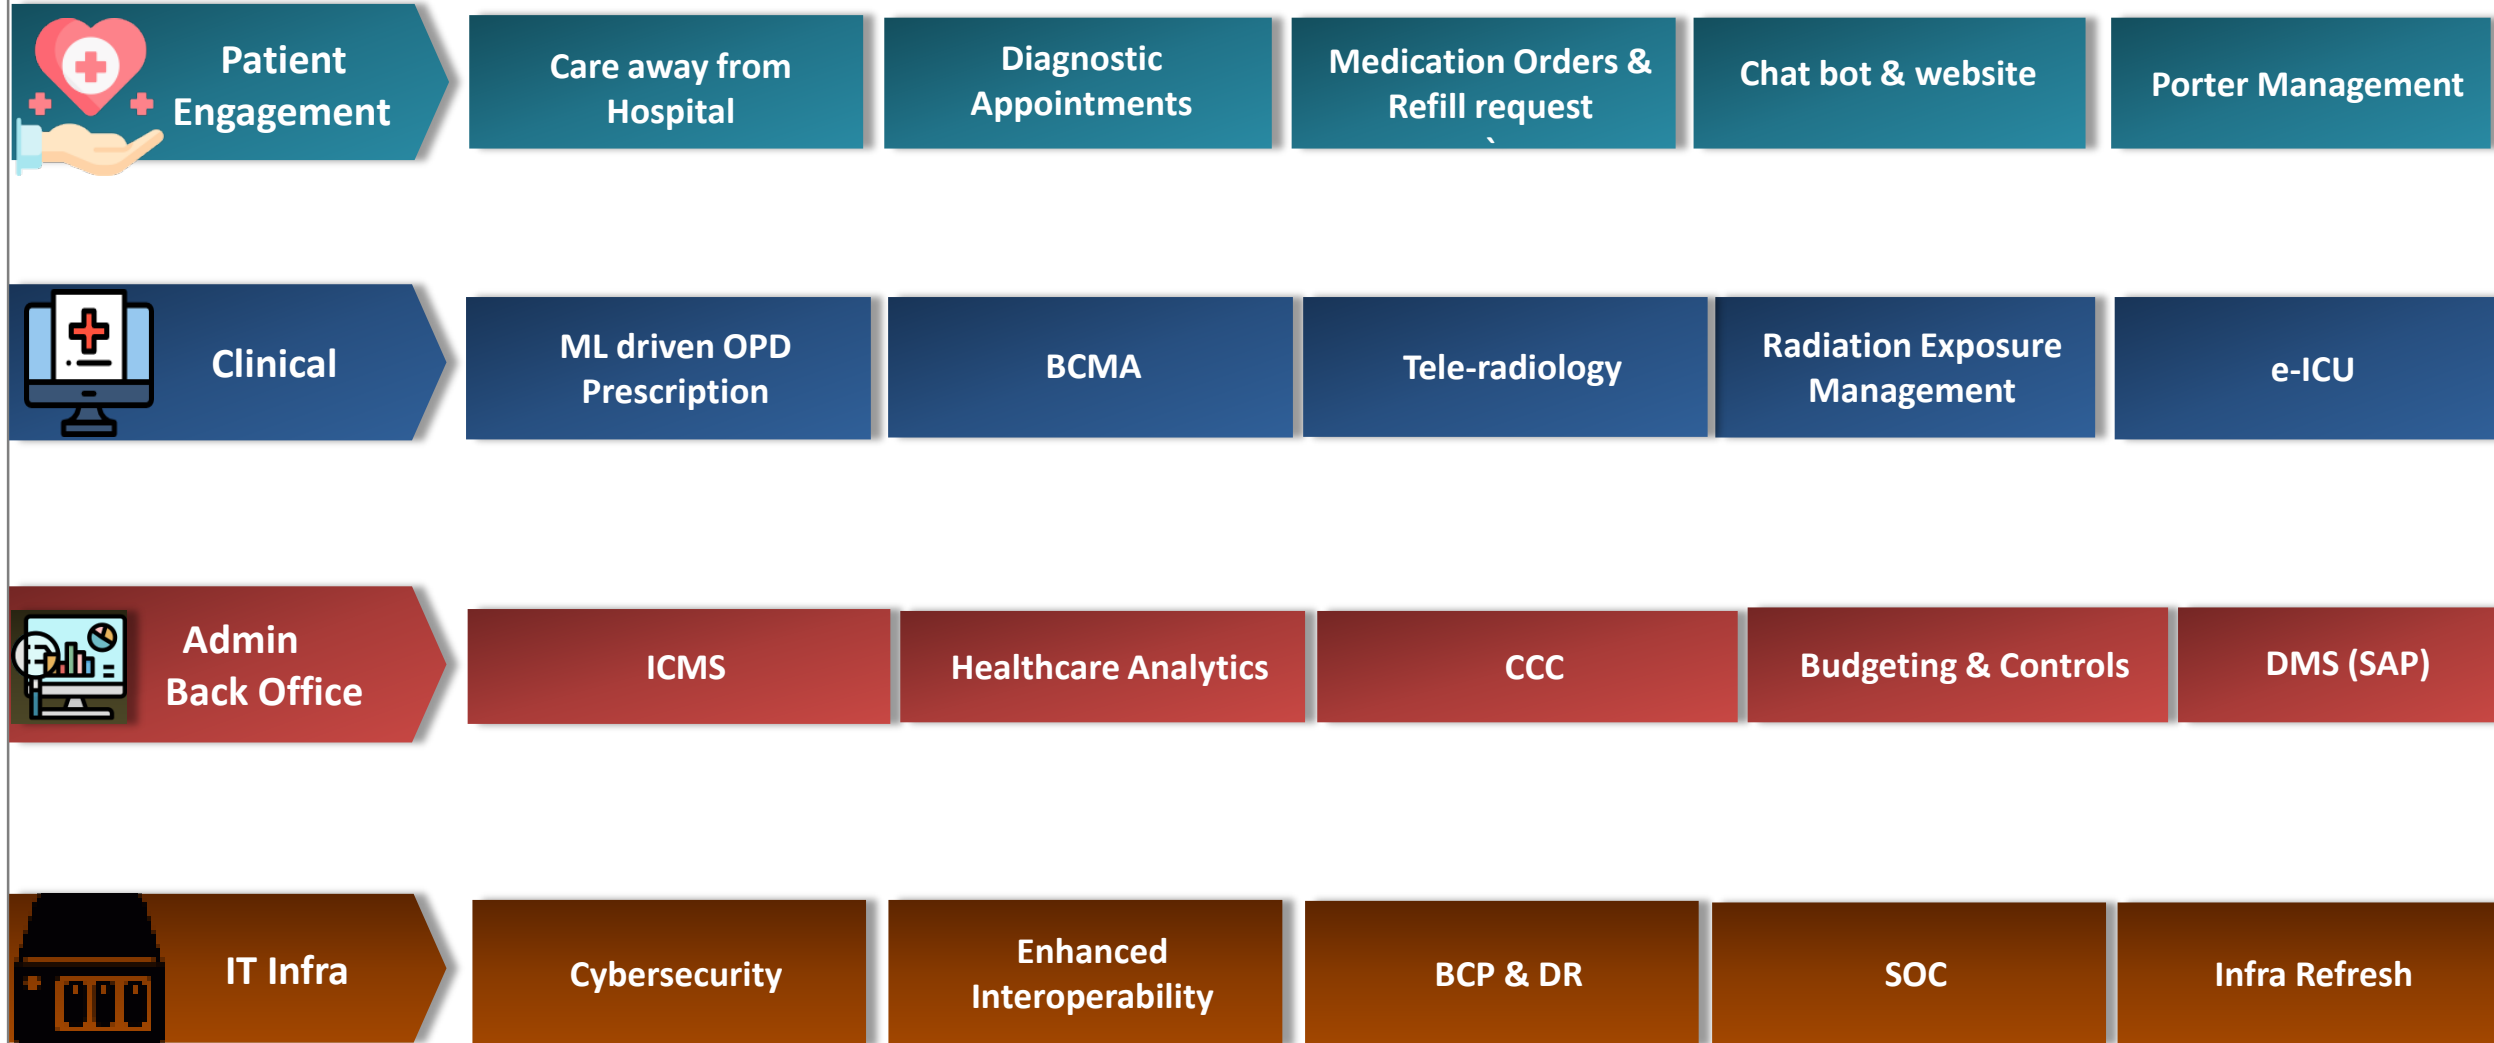 Patient
Engagement
Care away from
Hospital
Diagnostic
Appointments
Medication Orders &
Refill request
`
Chat bot & website
Porter Management
Clinical
ML driven OPD
Prescription
BCMA
Tele-radiology
Radiation Exposure
Management
e-ICU
Admin
Back Office
ICMS
Healthcare Analytics
CCC
Budgeting & Controls
DMS (SAP)
IT Infra
Cybersecurity
Enhanced
Interoperability
BCP & DR
SOC
Infra Refresh